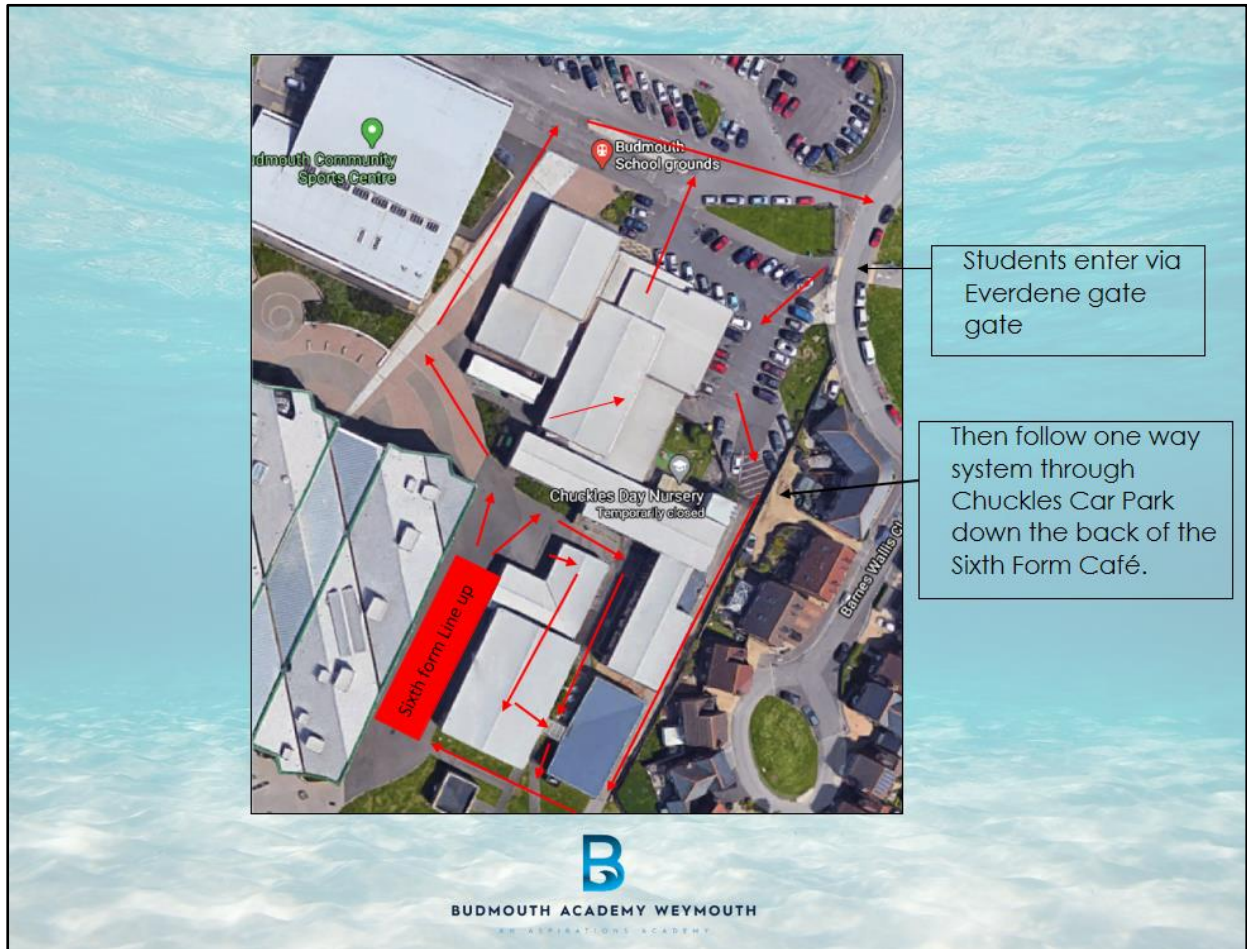 udmouth Community
Sports Centre
Budmouth
School grounds
Students enter via
Everdene gate
gate
Then follow one way
system through
Chuckles Car Park
down the back of the
Sixth Form Café.
Chuckles Day Nursery
Temporarily closed
Barnes Wallis Cl
Sixth form Line up
B
BUDMOUTH ACADEMY WEYMOUTH
AN ASPIRATIONS ACADEMY